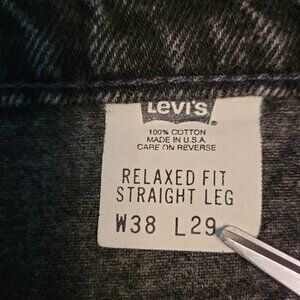 Levi's
®
100% COTTON
MADE IN U.S.A.
CARE ON REVERSE
RELAXED FIT
STRAIGHT LEG
W38 L29